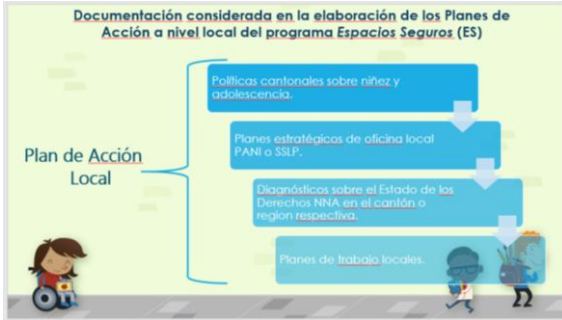 Documentación considerada en la elaboración de los Planes de
Acción a nivel local del programa Espacios Seguros (ES)
Plan de Acción
Local
Políticas cantonales sobre niñez y
adolescencia.
Planes estratégicos de oficina local
PANI o SSLP.
Diagnósticos sobre el Estado de los
Derechos NNA en el cantón o
region respectiva.
Planes de trabajo locales.